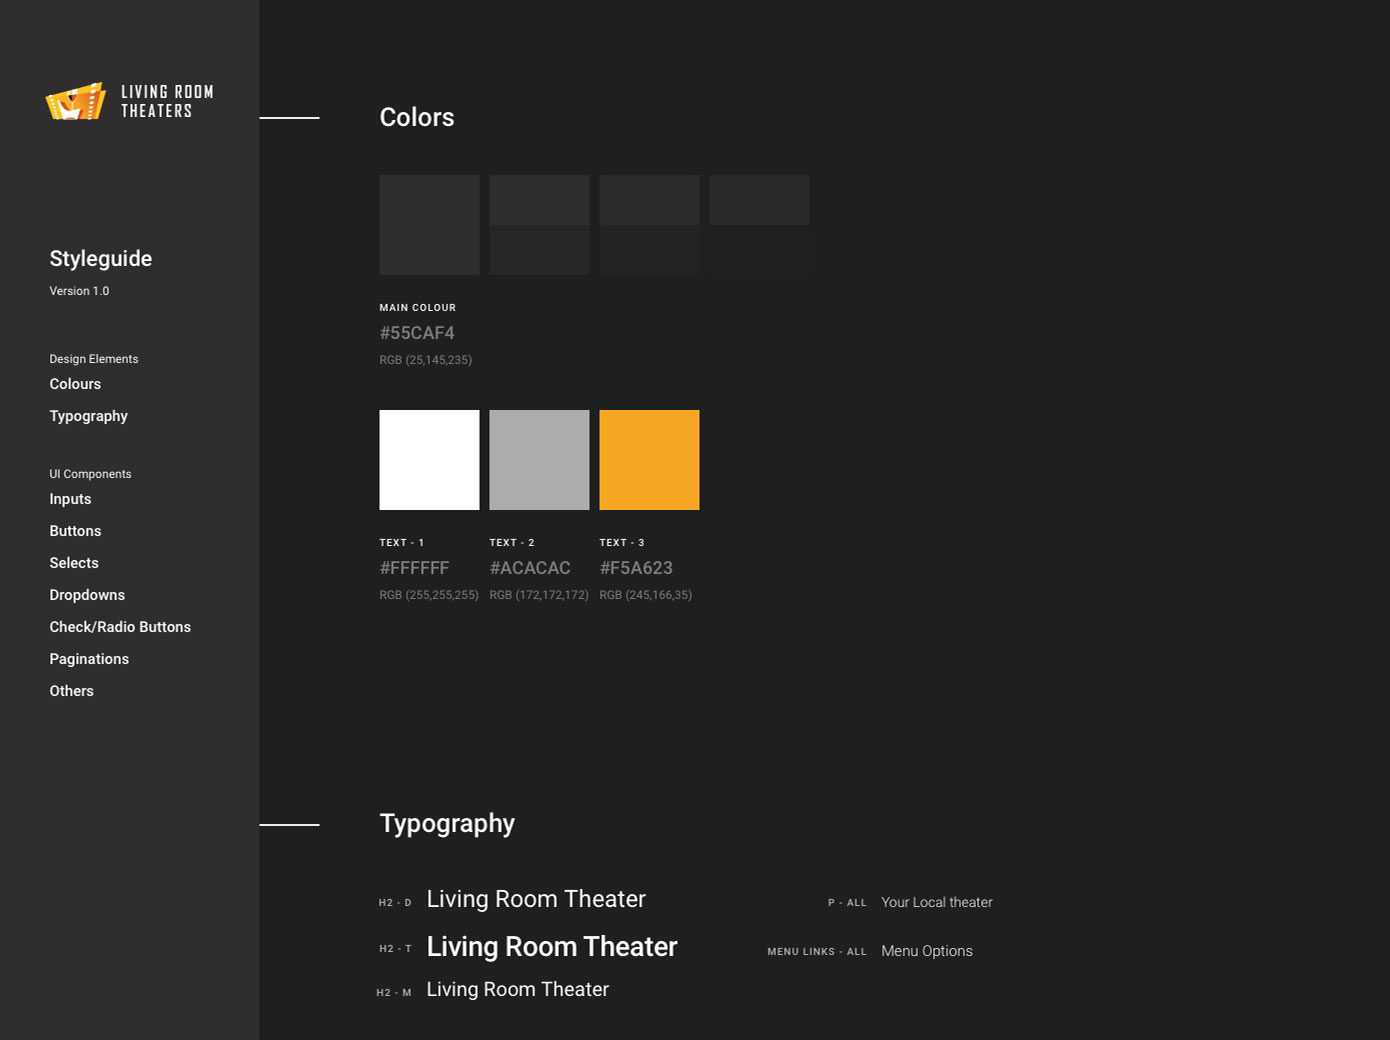 LIVING ROOM
THEATERS
Styleguide
Version 1.0
Design Elements
Colours
Typography
UI Components
Inputs
Buttons
Selects
Dropdowns
Check/Radio Buttons
Paginations
Others
Colors
MAIN COLOUR
#55CAF4
RGB (25,145,235)
TEXT - 1
#FFFFFF
RGB (255,255,255)
TEXT - 2
#ACACAC
RGB (172,172,172)
TEXT - 3
#F5A623
RGB (245,166,35)
Typography
H2 - D Living Room Theater
H2 - T Living Room Theater
H2 - M Living Room Theater
P - ALL Your Local theater
MENU LINKS - ALL Menu Options